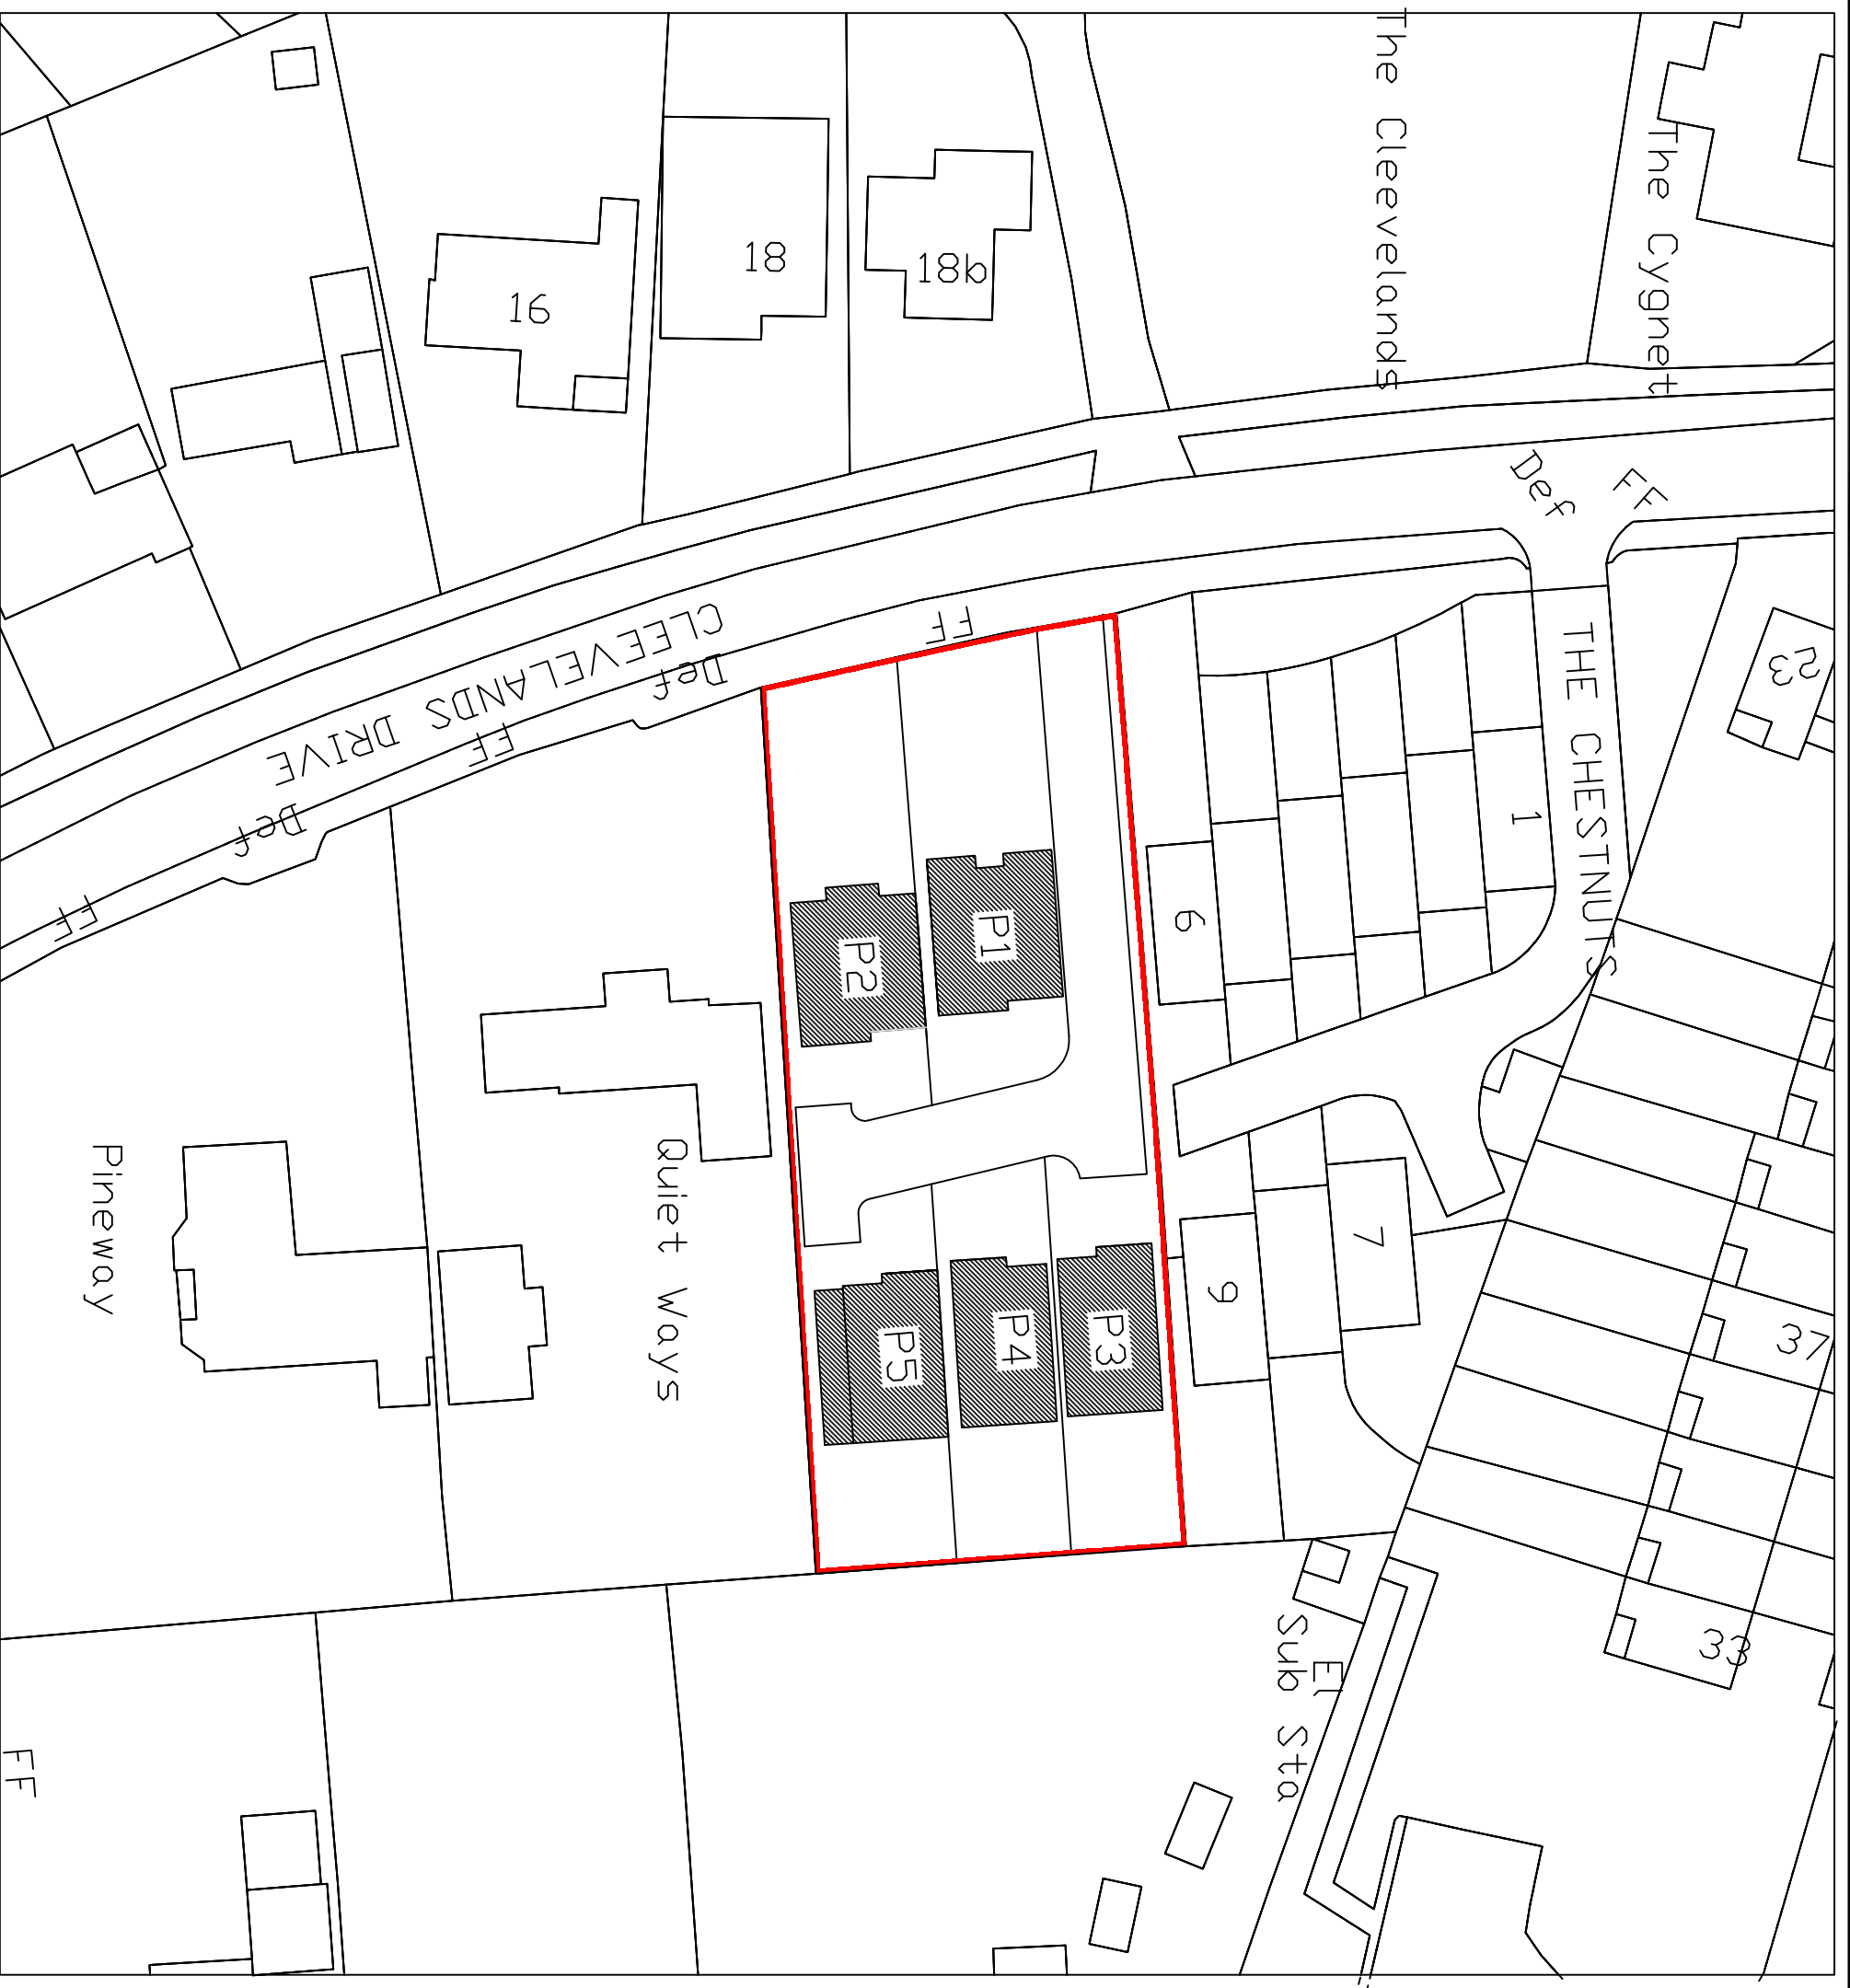 The Cleevelands
The Cygnet
16
18
18b
Def
FF
CLEEVELANDS DRIVE
FF
Def
FF
Def
FF
THE CHESTNUTS
23
1
6
P1
P2
7
9
P3
P4
P5
Quiet Ways
Pineway
37
33
El
Sub Sta
FF